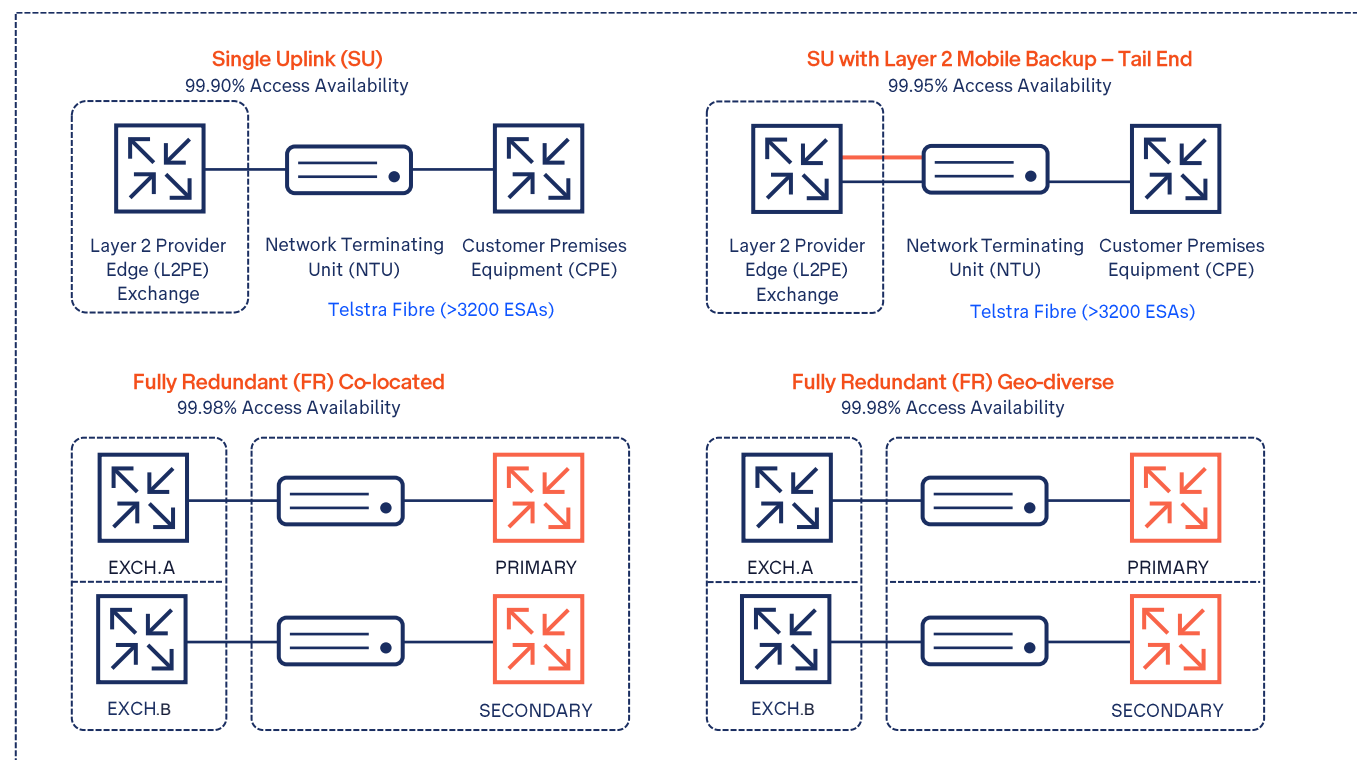 Single Uplink (SU)
99.90% Access Availability
Layer 2 Provider
Edge (L2PE)
Exchange
Network Terminating
Unit (NTU)
Customer Premises
Equipment (CPE)
Telstra Fibre (>3200 ESAs)
SU with Layer 2 Mobile Backup – Tail End
99.95% Access Availability
Layer 2 Provider
Edge (L2PE)
Exchange
Network Terminating
Unit (NTU)
Customer Premises
Equipment (CPE)
Telstra Fibre (>3200 ESAs)
Fully Redundant (FR) Co-located
99.98% Access Availability
EXCH.A
PRIMARY
EXCH.B
SECONDARY
Fully Redundant (FR) Geo-diverse
99.98% Access Availability
EXCH.A
PRIMARY
EXCH.B
SECONDARY